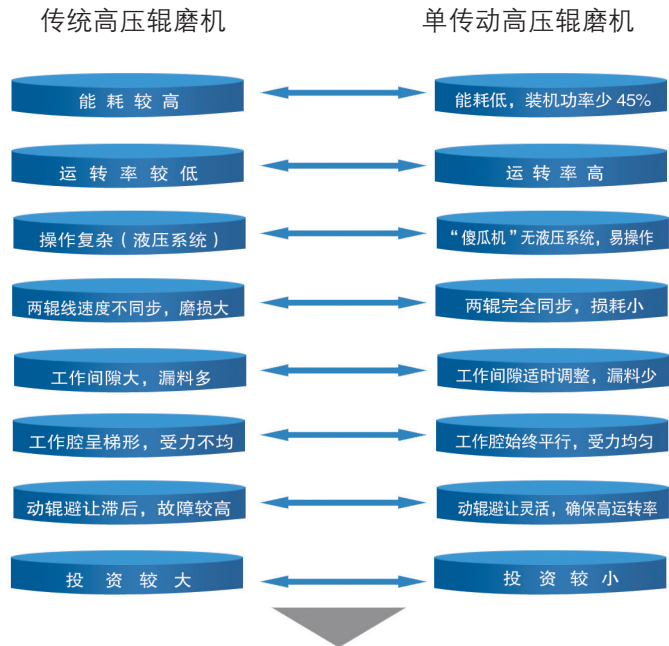 传统高压辊磨机 单传动高压辊磨机
能耗较高 能耗低，装机功率少 45%
运转率较低 运转率高
操作复杂（液压系统） “傻瓜机”无液压系统，易操作
两辊线速度不同步，磨损大 两辊完全同步，损耗小
工作间隙大，漏料多 工作间隙适时调整，漏料少
工作腔呈梯形，受力不均 工作腔始终平行，受力均匀
动辊避让滞后，故障较高 动辊避让灵活，确保高运转率
投资较大 投资较小